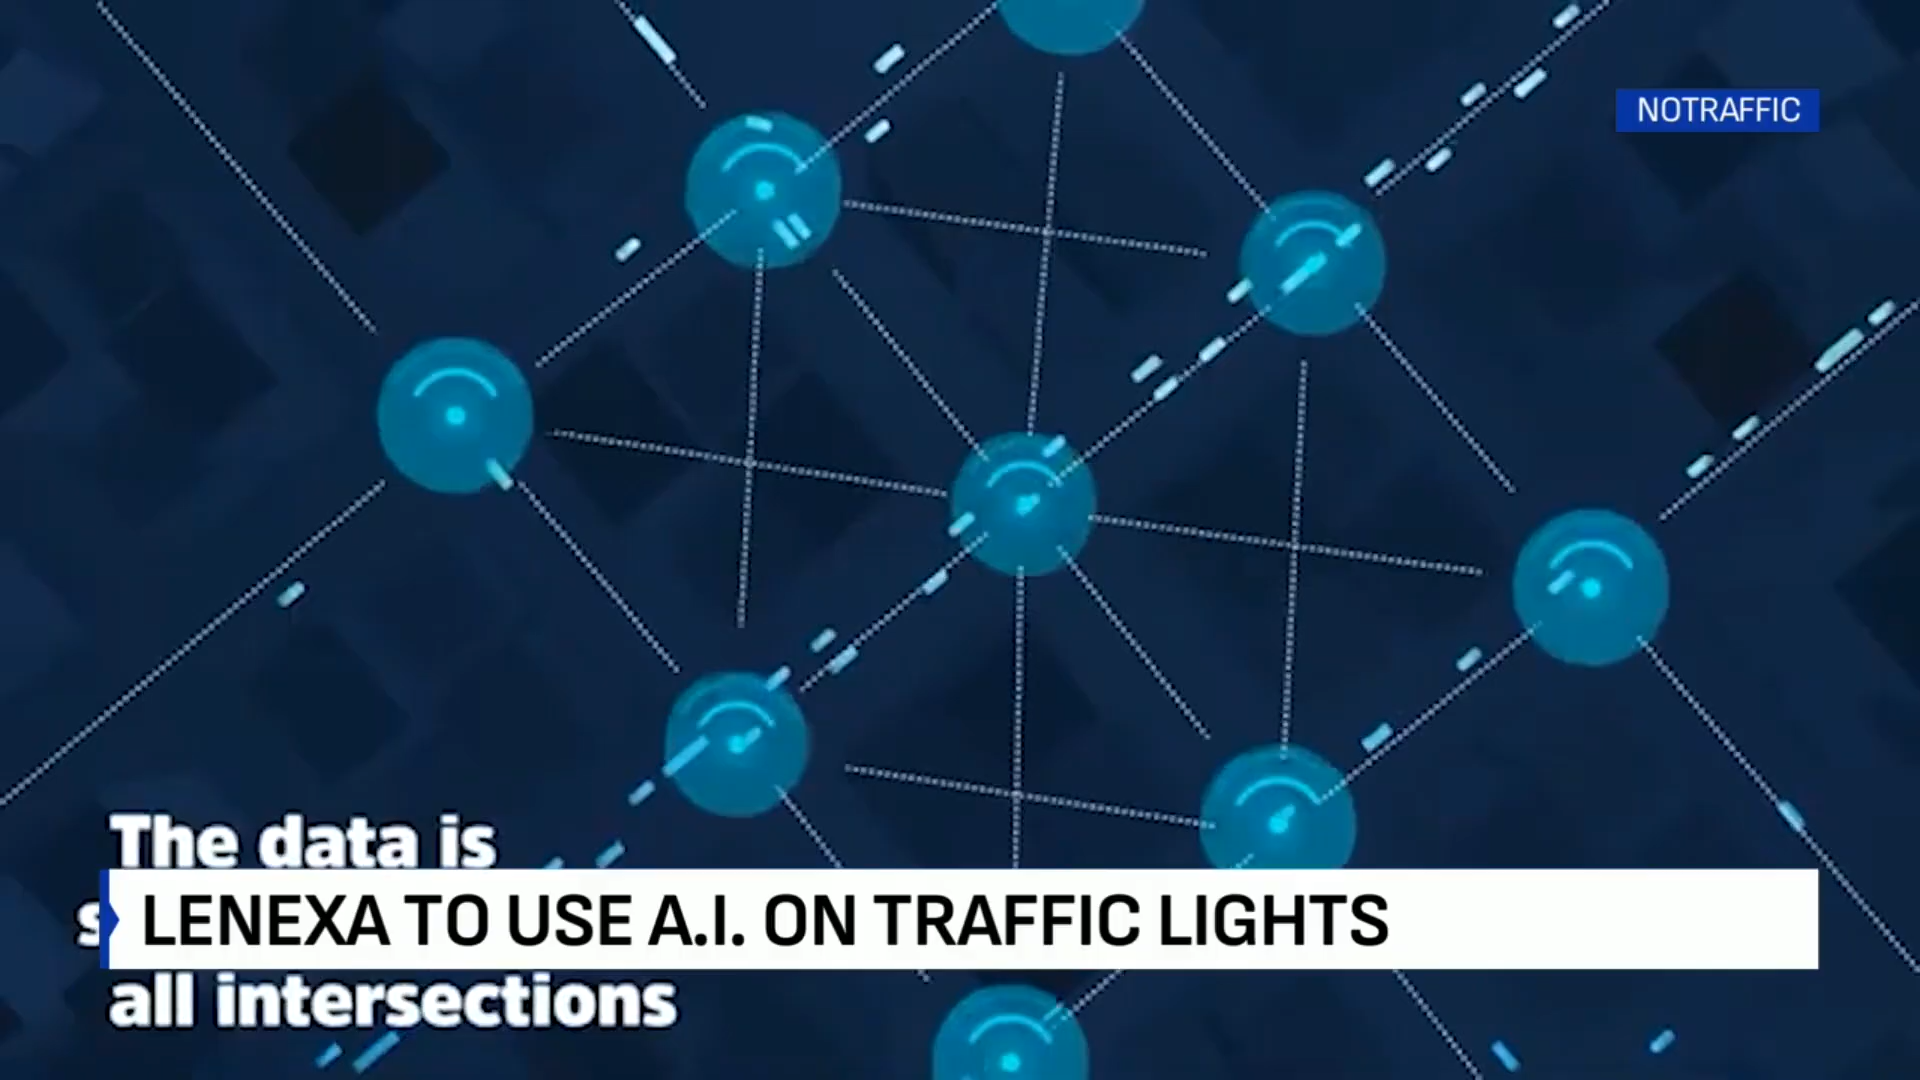 NOTRAFFIC
The data is
LENEXA TO USE A.I. ON TRAFFIC LIGHTS
all intersections